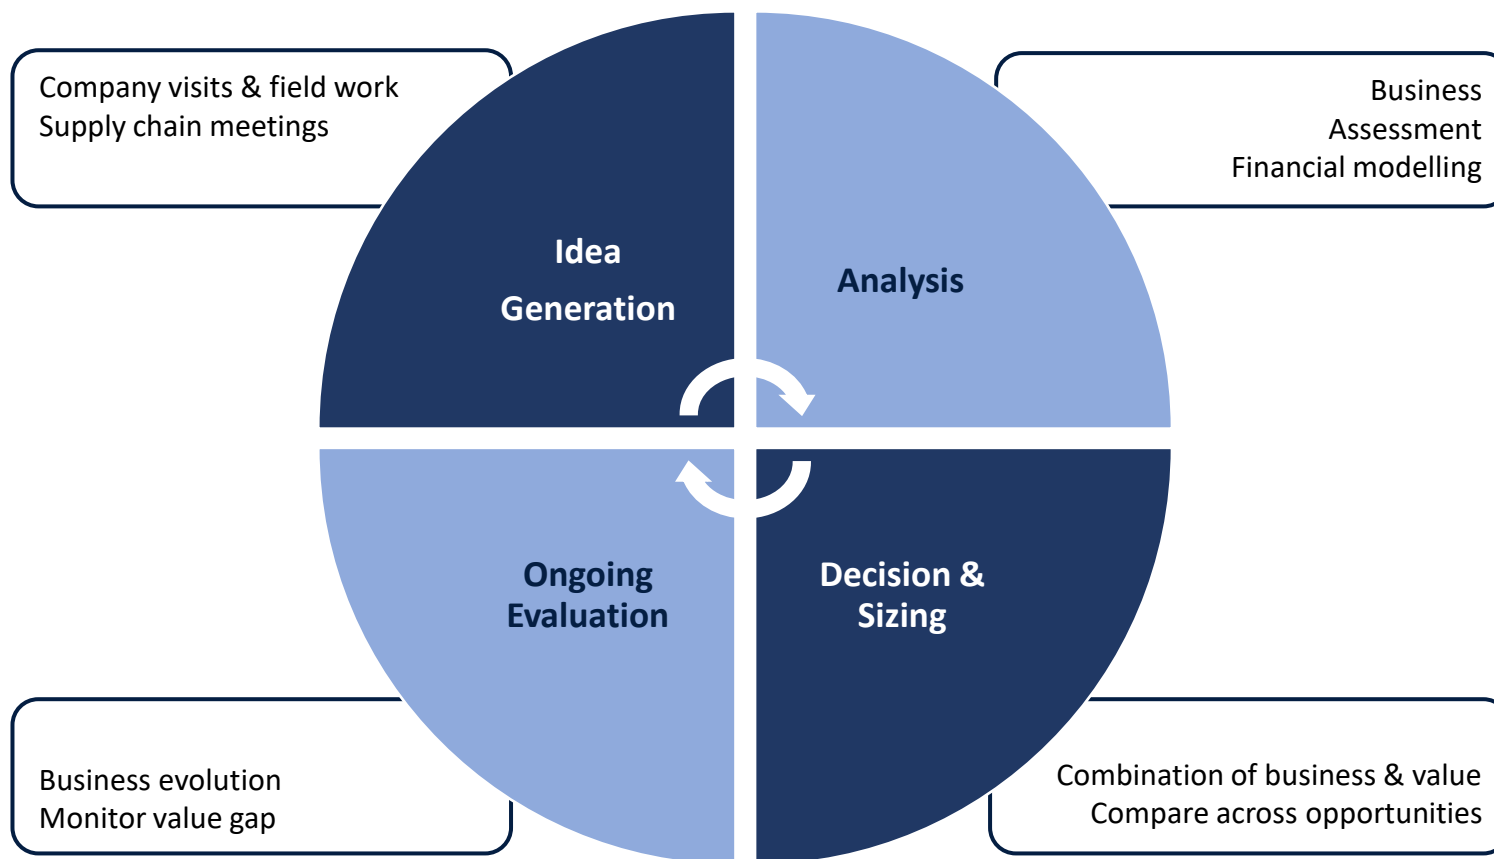 Company visits & field work
Supply chain meetings
Business
Assessment
Financial modelling
Idea
Generation
Analysis
Ongoing
Evaluation
Decision &
Sizing
Business evolution
Monitor value gap
Combination of business & value
Compare across opportunities